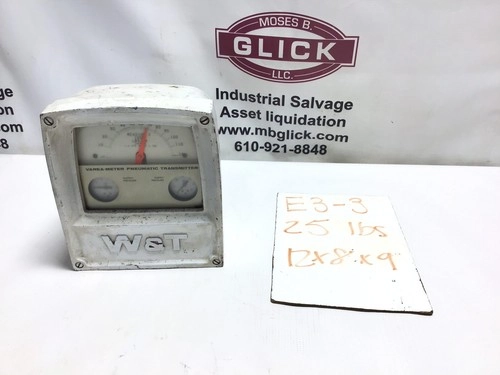 MOSES B.
GLICK
LLC.
Industrial Salvage
Asset liquidation
www.mbglick.com
610-921-8848
VAREA-METER PNEUMATIC TRANSMITTER
W&T
E3-3
25 lbs
12x8x9